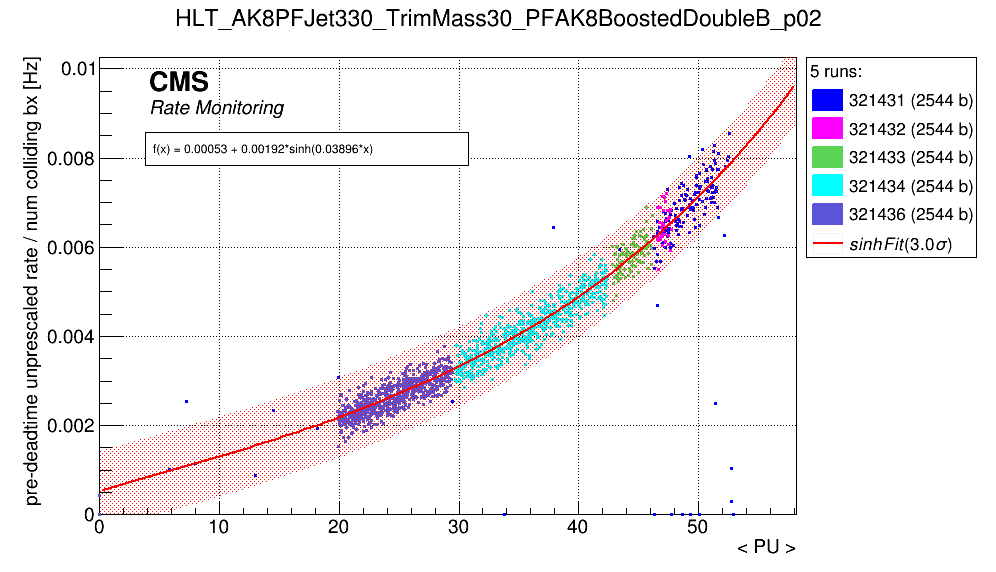 HLT_AK8PFJet330_TrimMass30_PFAK8BoostedDoubleB_p02
pre-deadtime unprescaled rate / num colliding bx [Hz]
0.01
0.008
0.006
0.004
0.002
0
CMS
Rate Monitoring
f(x) = 0.00053 + 0.00192*sinh(0.03896*x)
0 10 20 30 40 50
< PU >
5 runs:
321431 (2544 b)
321432 (2544 b)
321433 (2544 b)
321434 (2544 b)
321436 (2544 b)
sinhFit(3.0σ)